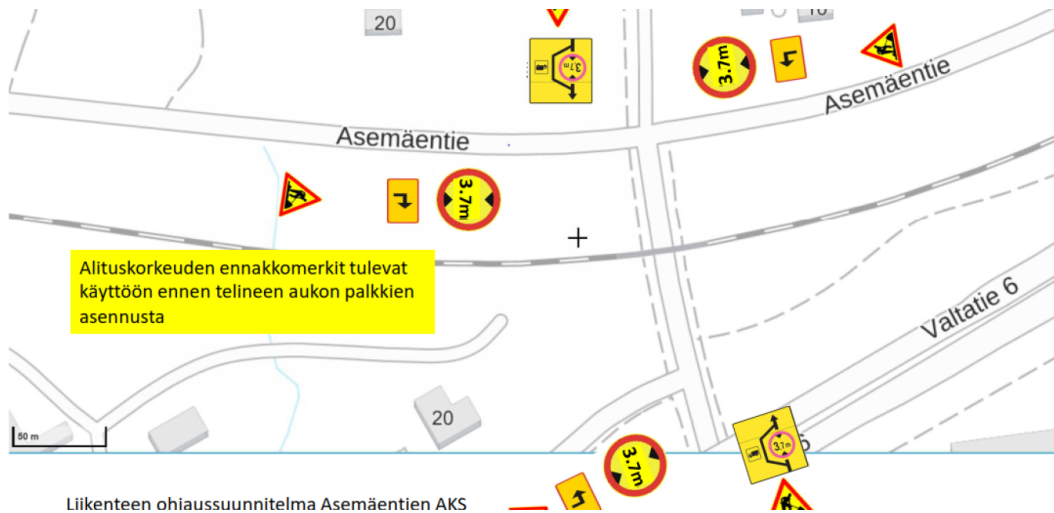 20
3.7m
3.7m
Asemäentie
Asemäentie
3.7m
3.7m
Alituskorkeuden ennakkomerkit tulevat
käyttöön ennen telineen aukon palkkien
asennusta
Valtatie 6
20
50 m
3.7m
3.7m
Liikenteen ohjaussuunnitelma Asemäentien AKS